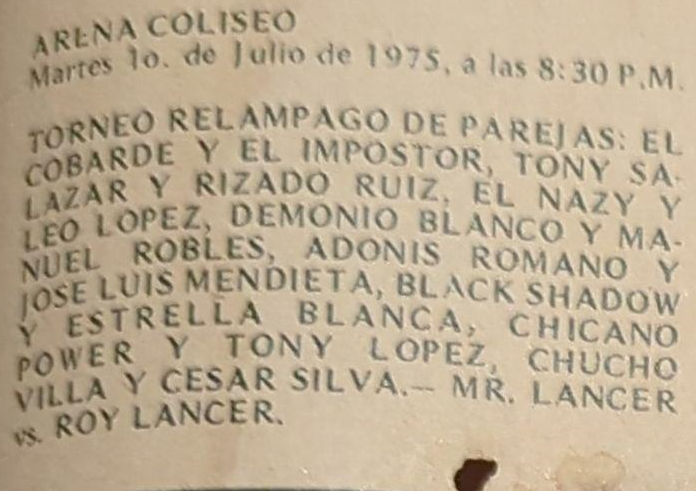 ARENA COLISEO
Martes 1o. de Julio de 1975, a las 8:30 P.M.
TORNEO RELAMPAGO DE PAREJAS: EL
COBARDE Y EL IMPOSTOR, TONY SA-
LAZAR Y RIZADO RUIZ, EL NAZY Y
LEO LOPEZ, DEMONIO BLANCO Y MA-
NUEL ROBLES, ADONIS ROMANO Y
JOSE LUIS MENDIETA, BLACK SHADOW
Y ESTRELLA BLANCA, CHICANO
POWER Y TONY LOPEZ, CHUCHO
VILLA Y CESAR SILVA.— MR. LANCER
vs. ROY LANCER.